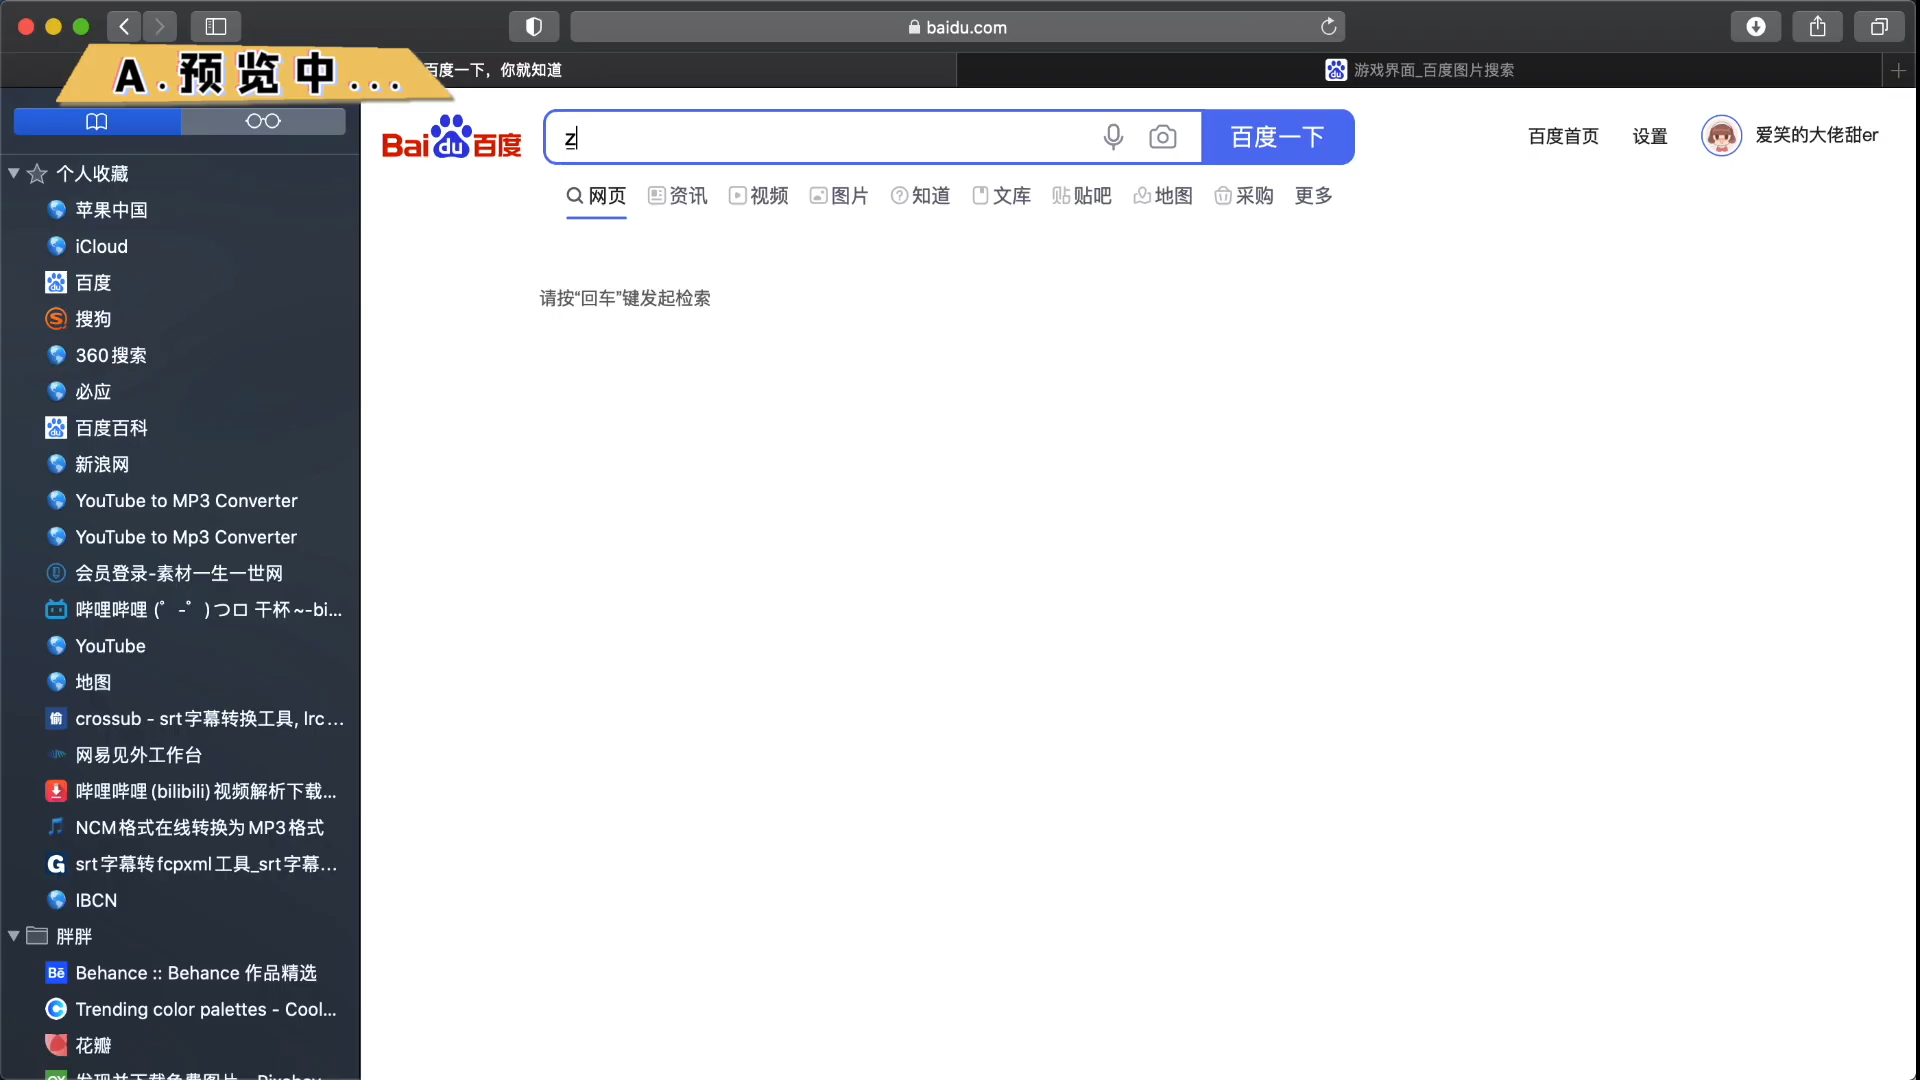 baidu.com
A.预览中...
百度一下，你就知道
游戏界面_百度图片搜索
Bai du 百度
z
百度一下
百度首页 设置 爱笑的大佬甜er
网页 资讯 视频 图片 知道 文库 贴吧 地图 采购 更多
请按“回车”键发起检索
个人收藏
苹果中国
iCloud
百度
搜狗
360搜索
必应
百度百科
新浪网
YouTube to MP3 Converter
YouTube to Mp3 Converter
会员登录-素材一生一世网
哔哩哔哩 (゜-゜)つロ 干杯~-bi...
YouTube
地图
crossub - srt字幕转换工具, lrc...
网易见外工作台
哔哩哔哩(bilibili)视频解析下载...
NCM格式在线转换为MP3格式
srt字幕转fcpxml工具_srt字幕...
IBCN
胖胖
Behance :: Behance 作品精选
Trending color palettes - Cool...
花瓣